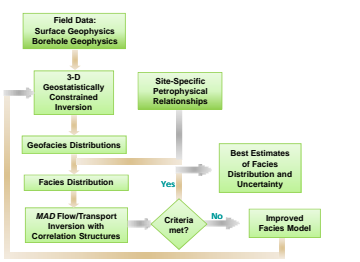 Field Data:
Surface Geophysics
Borehole Geophysics
3-D
Geostatistically
Constrained
Inversion
Site-Specific
Petrophysical
Relationships
Geofacies Distributions
Best Estimates
of Facies
Distribution and
Uncertainty
Facies Distribution
Yes
MAD Flow/Transport
Inversion with
Correlation Structures
Criteria
met?
No
Improved
Facies Model